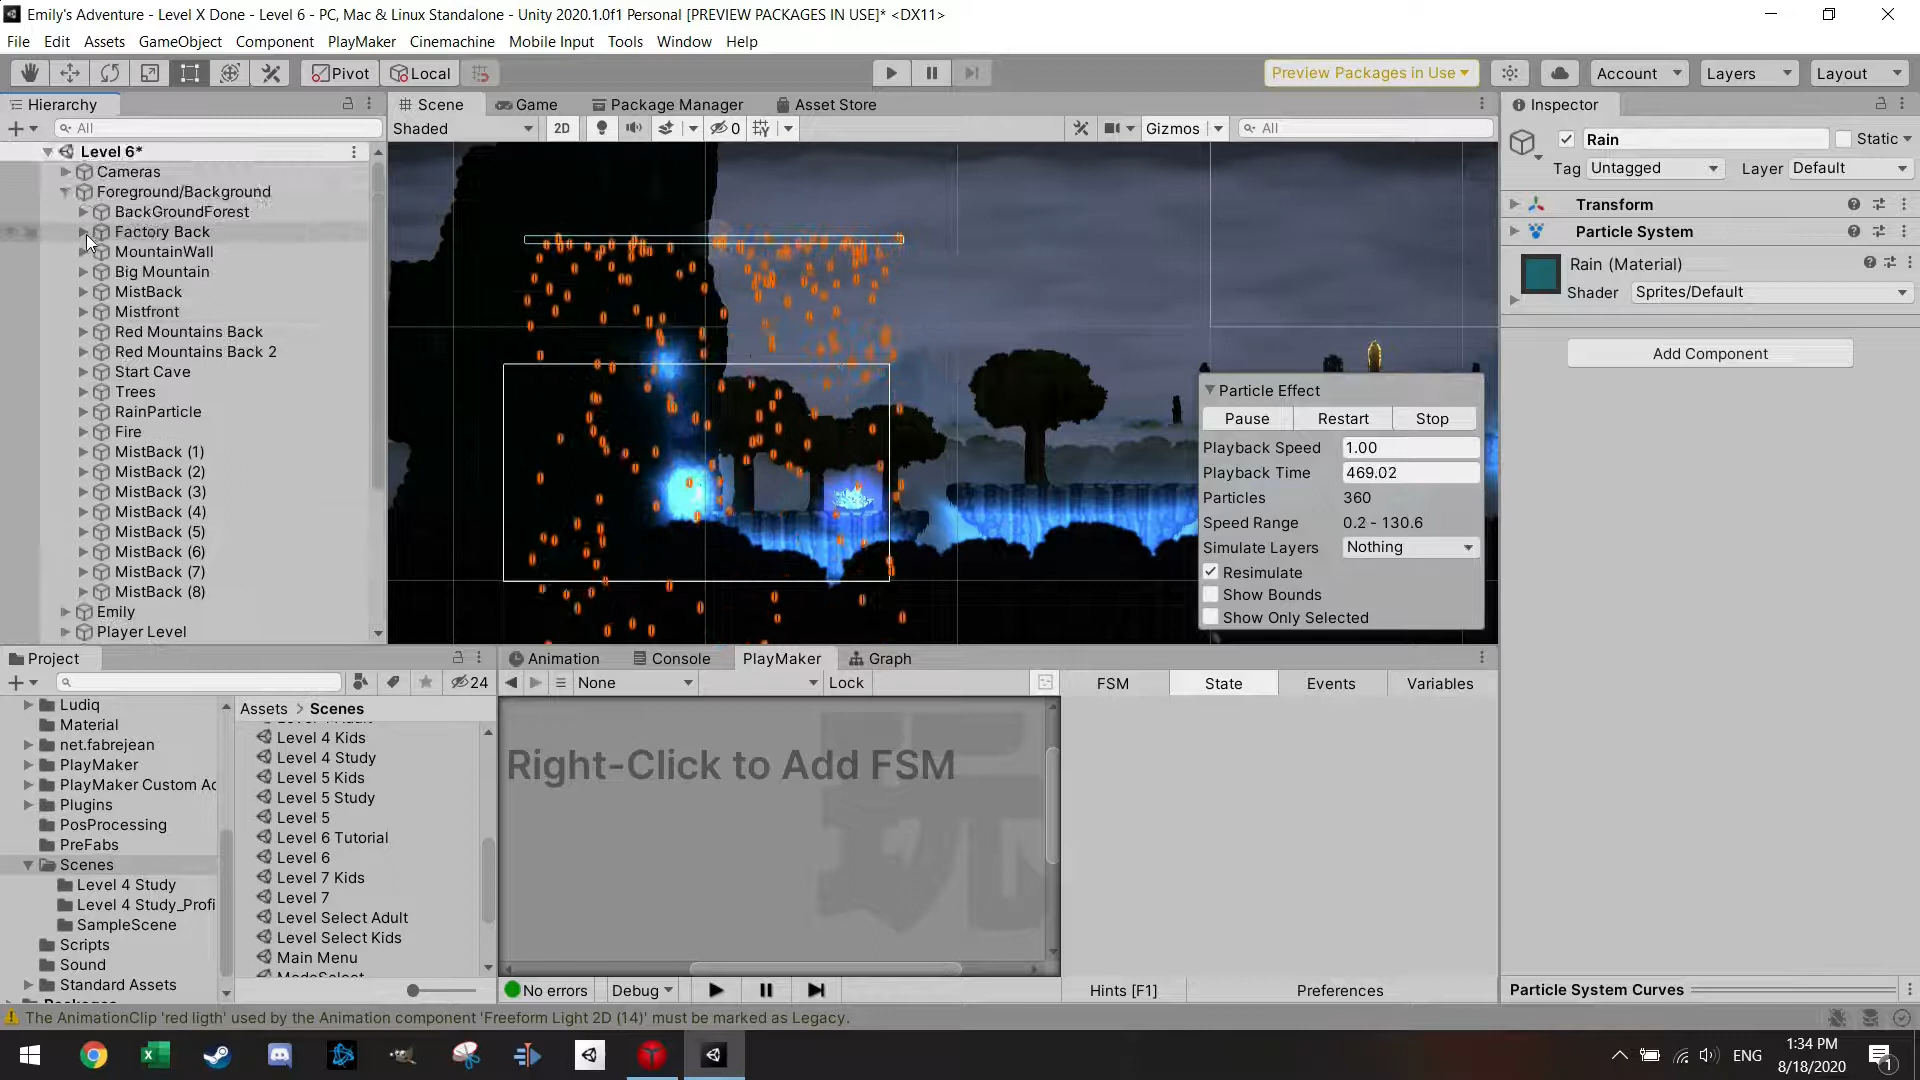 Emily's Adventure - Level X Done - Level 6 - PC, Mac & Linux Standalone - Unity 2020.1.0f1 Personal [PREVIEW PACKAGES IN USE]* <DX11>
File Edit Assets GameObject Component PlayMaker Cinemachine Mobile Input Tools Window Help
Pivot Local Preview Packages in Use Account Layers Layout
Hierarchy
All
Level 6*
Cameras
Foreground/Background
BackGroundForest
Factory Back
MountainWall
Big Mountain
MistBack
Mistfront
Red Mountains Back
Red Mountains Back 2
Start Cave
Trees
RainParticle
Fire
MistBack (1)
MistBack (2)
MistBack (3)
MistBack (4)
MistBack (5)
MistBack (6)
MistBack (7)
MistBack (8)
Emily
Player Level
Scene Game Package Manager Asset Store
Shaded 2D 0 Gizmos All
Particle Effect
Pause Restart Stop
Playback Speed 1.00
Playback Time 469.02
Particles 360
Speed Range 0.2 - 130.6
Simulate Layers Nothing
Resimulate
Show Bounds
Show Only Selected
Inspector
Rain Static
Tag Untagged Layer Default
Transform
Particle System
Rain (Material)
Shader Sprites/Default
Add Component
Particle System Curves
Project
24
Ludiq
Material
net.fabrejean
PlayMaker
PlayMaker Custom Ac
Plugins
PosProcessing
PreFabs
Scenes
Level 4 Study
Level 4 Study_Profi
SampleScene
Scripts
Sound
Standard Assets
Assets > Scenes
Level 4 Kids
Level 4 Study
Level 5 Kids
Level 5 Study
Level 5
Level 6 Tutorial
Level 6
Level 7 Kids
Level 7
Level Select Adult
Level Select Kids
Main Menu
ModeSelect
Animation Console PlayMaker Graph
None Lock FSM State Events Variables
Right-Click to Add FSM
No errors Debug Hints [F1] Preferences
The AnimationClip 'red ligth' used by the Animation component 'Freeform Light 2D (14)' must be marked as Legacy.
ENG
1:34 PM
8/18/2020
1